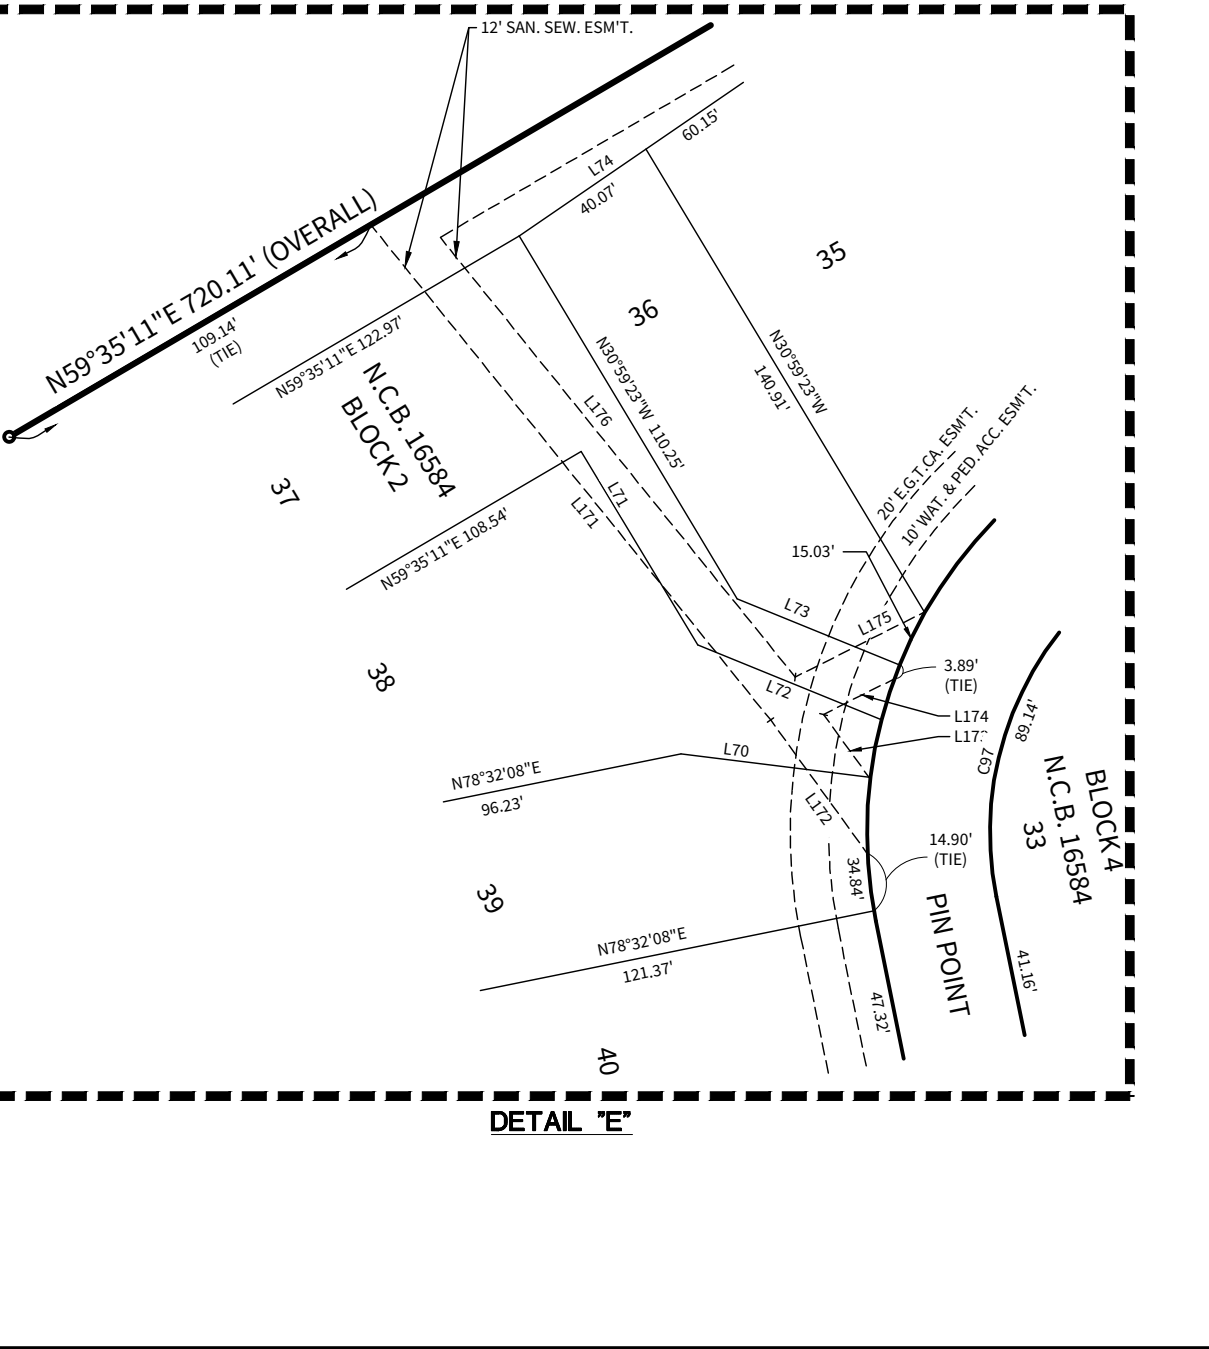 12' SAN. SEW. ESM'T.
L74
40.07'
60.15'
N59°35'11"E 720.11' (OVERALL)
109.14'
(TIE)
N59°35'11"E 122.97'
N.C.B. 16584
BLOCK 2
35
36
37
N30°59'23"W 110.25'
N30°59'23"W
140.91'
L176
L71
L171
N59°35'11"E 108.54'
20' E.G.T.CA. ESM'T.
10' WAT. & PED. ACC. ESM'T.
15.03'
L73
L175
3.89'
(TIE)
L72
L174
38
L70
N78°32'08"E
96.23'
L172
C97
89.14'
BLOCK 4
N.C.B. 16584
33
14.90'
(TIE)
34.84'
39
N78°32'08"E
121.37'
PIN POINT
47.32'
41.16'
40
DETAIL "E"